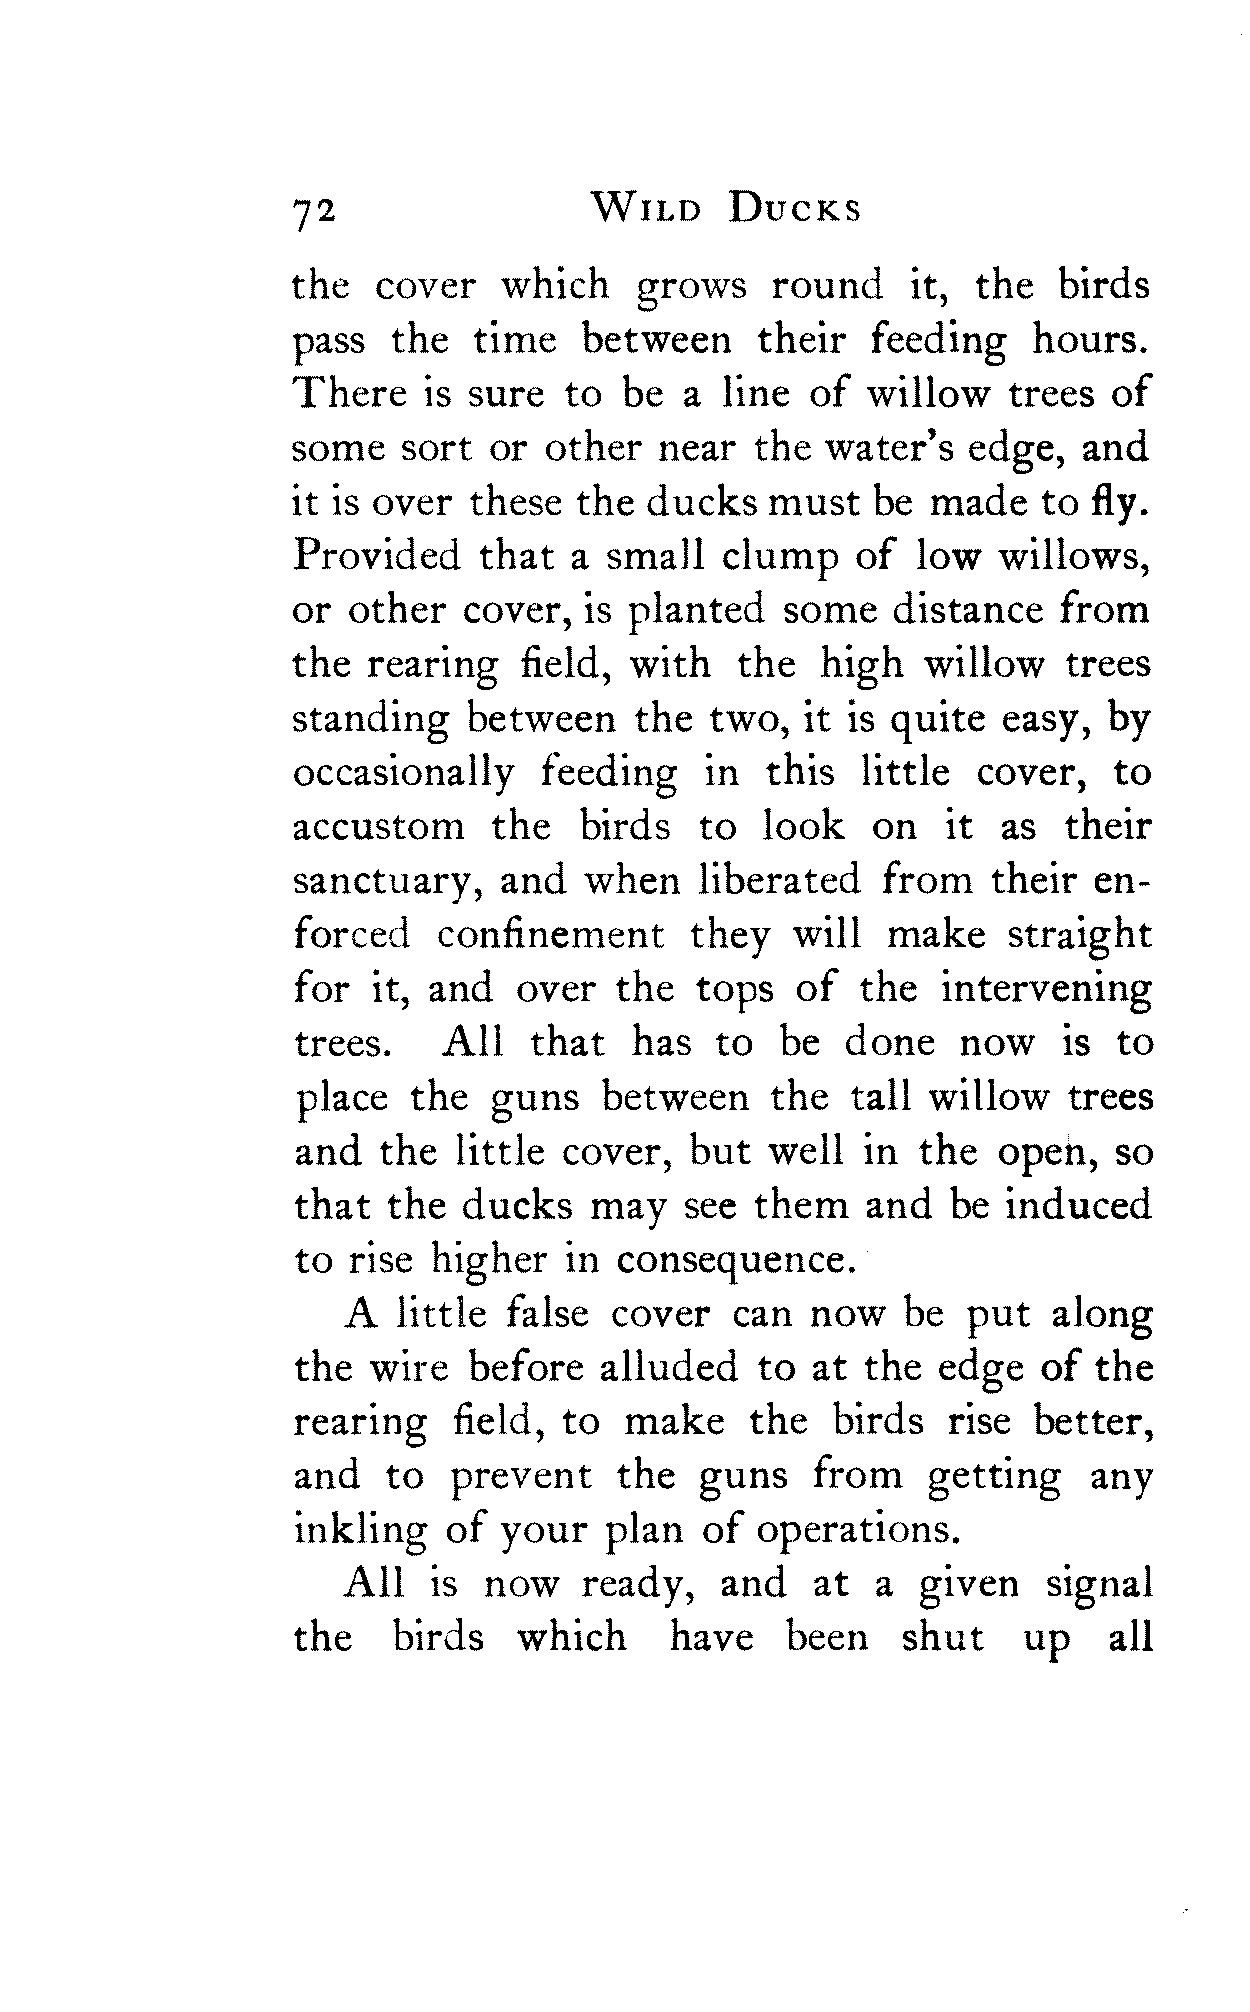 72 WILD DUCKS
the cover which grows round it, the birds
pass the time between their feeding hours.
There is sure to be a line of willow trees of
some sort or other near the water's edge, and
it is over these the ducks must be made to fly.
Provided that a small clump of low willows,
or other cover, is planted some distance from
the rearing field, with the high willow trees
standing between the two, it is quite easy, by
occasionally feeding in this little cover, to
accustom the birds to look on it as their
sanctuary, and when liberated from their en-
forced confinement they will make straight
for it, and over the tops of the intervening
trees. All that has to be done now is to
place the guns between the tall willow trees
and the little cover, but well in the open, so
that the ducks may see them and be induced
to rise higher in consequence.
A little false cover can now be put along
the wire before alluded to at the edge of the
rearing field, to make the birds rise better,
and to prevent the guns from getting any
inkling of your plan of operations.
All is now ready, and at a given signal
the birds which have been shut up all